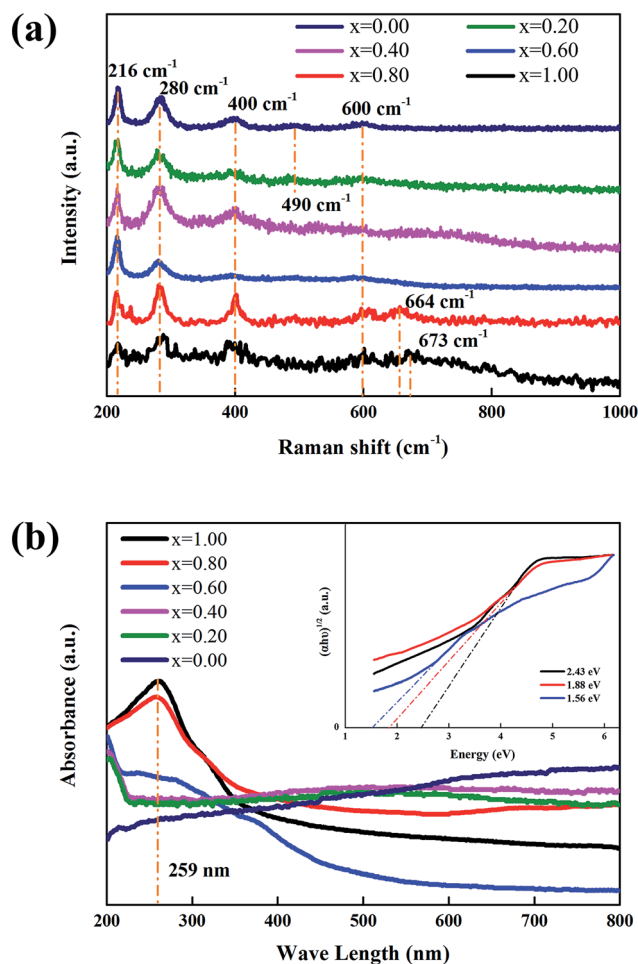 (a)
x=0.00 x=0.20
x=0.40 x=0.60
x=0.80 x=1.00
216 cm⁻¹
280 cm⁻¹
400 cm⁻¹
600 cm⁻¹
490 cm⁻¹
664 cm⁻¹
673 cm⁻¹
Intensity (a.u.)
200 400 600 800 1000
Raman shift (cm⁻¹)
(b)
x=1.00
x=0.80
x=0.60
x=0.40
x=0.20
x=0.00
Absorbance (a.u.)
259 nm
200 300 400 500 600 700 800
Wave Length (nm)
(αhυ)¹/² (a.u.)
0
2.43 eV
1.88 eV
1.56 eV
1 2 3 4 5 6
Energy (eV)